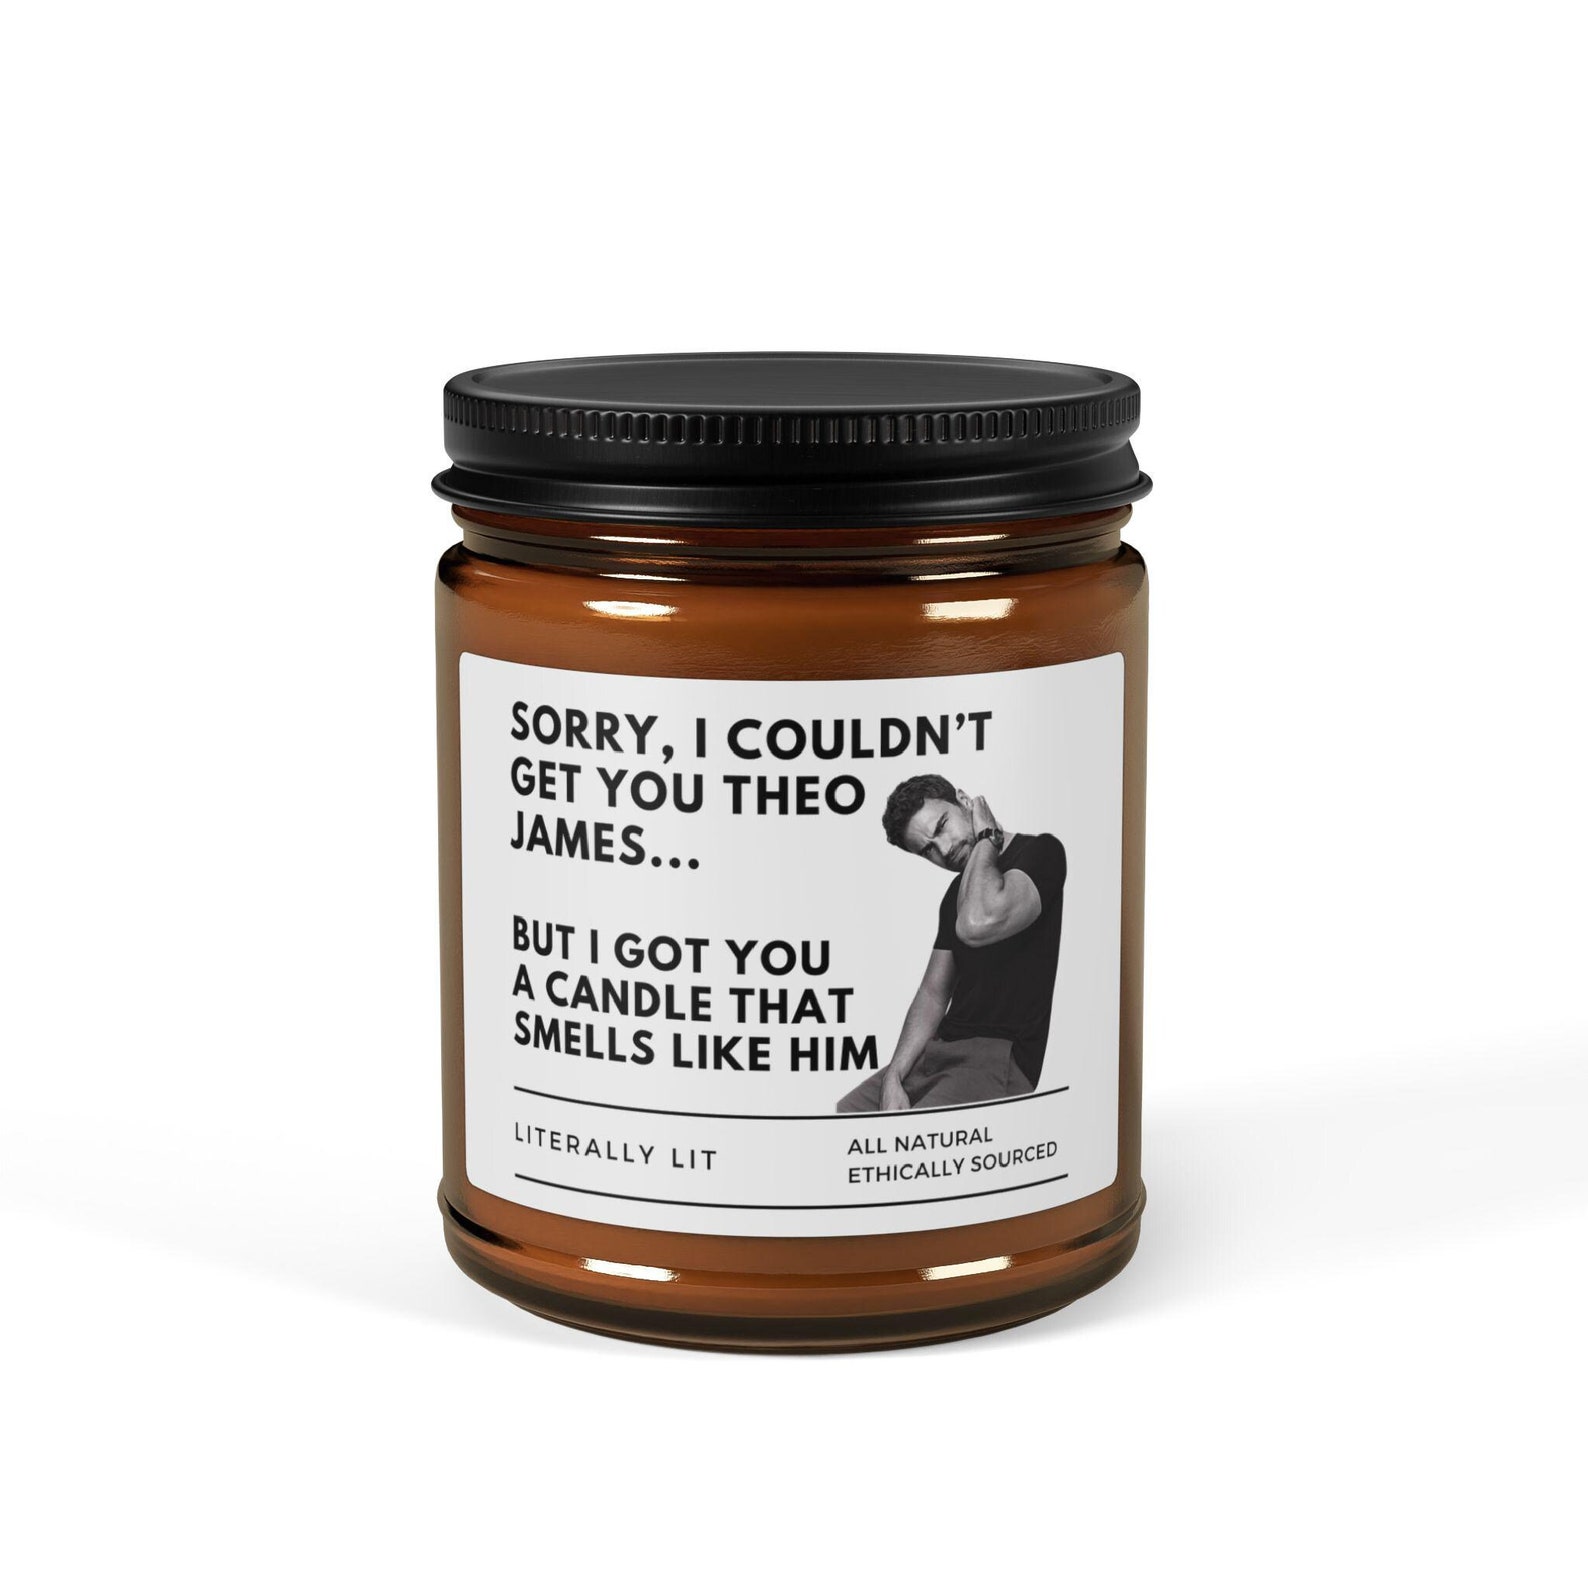 SORRY, I COULDN'T
GET YOU THEO
JAMES...
BUT I GOT YOU
A CANDLE THAT
SMELLS LIKE HIM
LITERALLY LIT
ALL NATURAL
ETHICALLY SOURCED